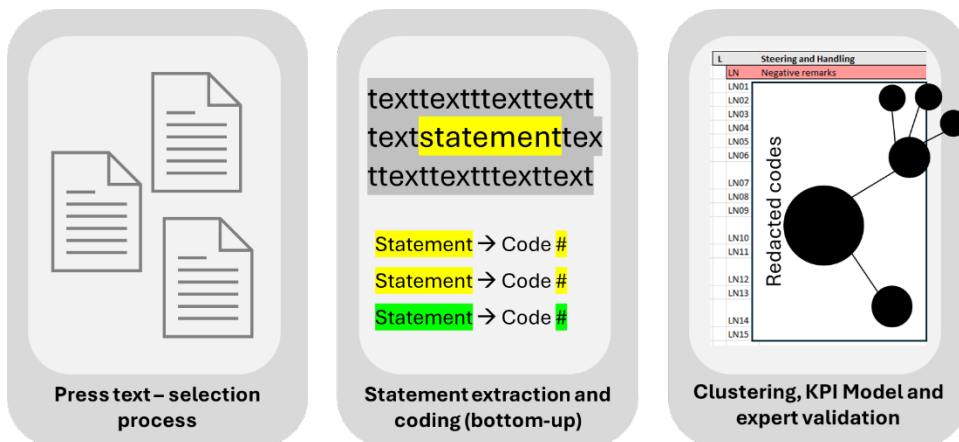 texttextttexttextt
textstatementtex
ttexttextttexttext
Statement → Code #
Statement → Code #
Statement → Code #
L Steering and Handling
LN Negative remarks
LN01
LN02
LN03
LN04
LN05
LN06
LN07
LN08
LN09
LN10
LN11
LN12
LN13
LN14
LN15
Redacted codes
Press text – selection
process
Statement extraction and
coding (bottom-up)
Clustering, KPI Model and
expert validation